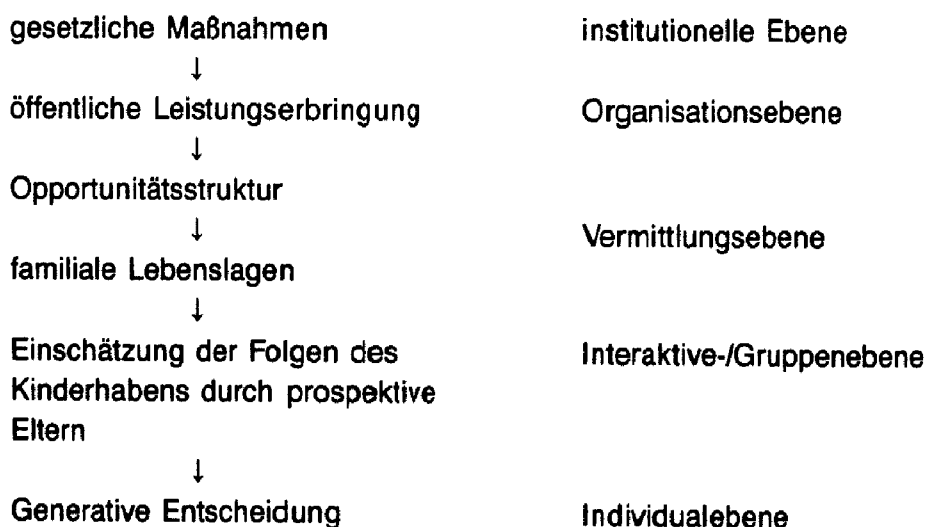 gesetzliche Maßnahmen institutionelle Ebene
↓
öffentliche Leistungserbringung Organisationsebene
↓
Opportunitätsstruktur
↓ Vermittlungsebene
familiale Lebenslagen
↓
Einschätzung der Folgen des Interaktive-/Gruppenebene
Kinderhabens durch prospektive
Eltern
↓
Generative Entscheidung Individualebene